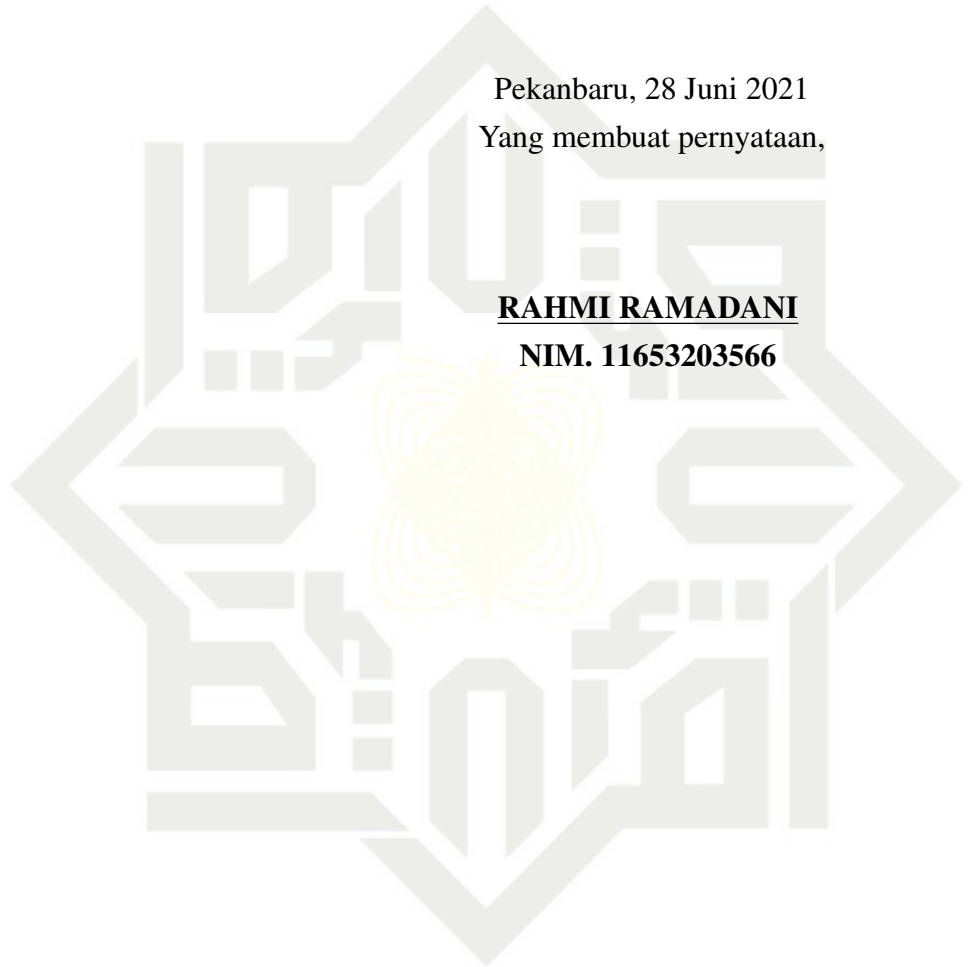 Pekanbaru, 28 Juni 2021
Yang membuat pernyataan,
RAHMI RAMADANI
NIM. 11653203566